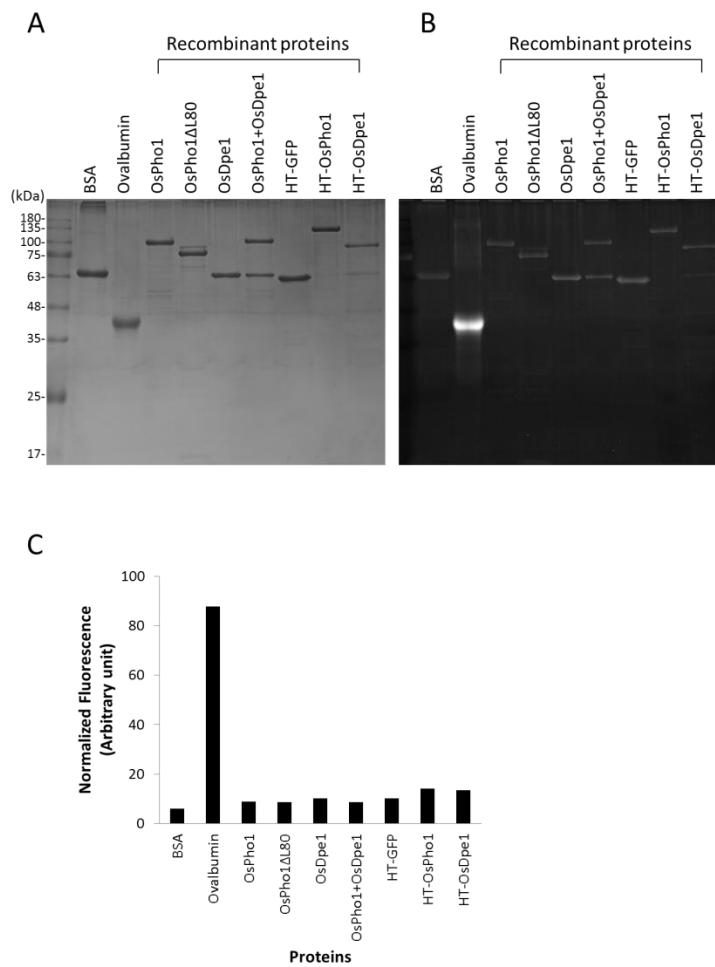 A
Recombinant proteins
BSA
Ovalbumin
OsPho1
OsPho1ΔL80
OsDpe1
OsPho1+OsDpe1
HT-GFP
HT-OsPho1
HT-OsDpe1
(kDa)
180-
135-
100-
75-
63-
48-
35-
25-
17-
B
Recombinant proteins
BSA
Ovalbumin
OsPho1
OsPho1ΔL80
OsDpe1
OsPho1+OsDpe1
HT-GFP
HT-OsPho1
HT-OsDpe1
C
Normalized Fluorescence
(Arbitrary unit)
100
80
60
40
20
0
BSA
Ovalbumin
OsPho1
OsPho1ΔL80
OsDpe1
OsPho1+OsDpe1
HT-GFP
HT-OsPho1
HT-OsDpe1
Proteins